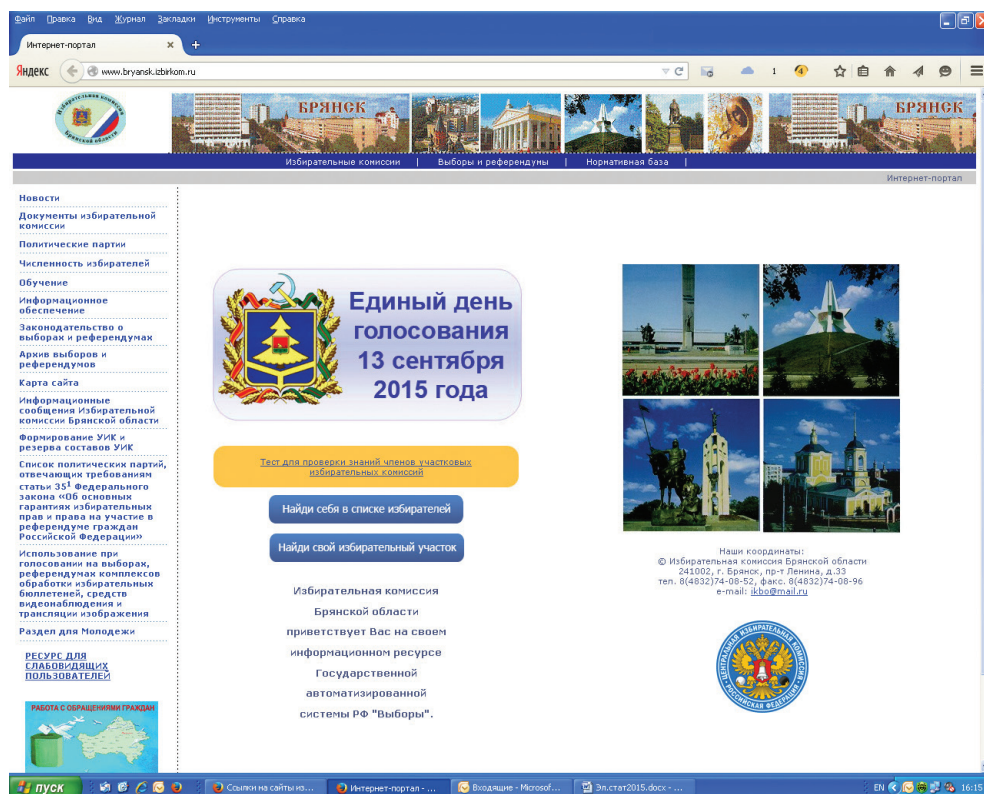 Файл Правка Вид Журнал Закладки Инструменты Справка
Интернет-портал
Яндекс www.bryansk.izbirkom.ru 1 4
Избирательная комиссия
Брянской области
БРЯНСК
БРЯНСК
Избирательные комиссии | Выборы и референдумы | Нормативная база |
Интернет-портал
Новости
Документы избирательной
комиссии
Политические партии
Численность избирателей
Обучение
Информационное
обеспечение
Законодательство о
выборах и референдумах
Архив выборов и
референдумов
Карта сайта
Информационные
сообщения Избирательной
комиссии Брянской области
Формирование УИК и
резерва составов УИК
Список политических партий,
отвечающих требованиям
статьи 35¹ Федерального
закона «Об основных
гарантиях избирательных
прав и права на участие в
референдуме граждан
Российской Федерации»
Использование при
голосовании на выборах,
референдумах комплексов
обработки избирательных
бюллетеней, средств
видеонаблюдения и
трансляции изображения
Раздел для Молодежи
РЕСУРС ДЛЯ
СЛАБОВИДЯЩИХ
ПОЛЬЗОВАТЕЛЕЙ
РАБОТА С ОБРАЩЕНИЯМИ ГРАЖДАН
Единый день
голосования
13 сентября
2015 года
Тест для проверки знаний членов участковых
избирательных комиссий
Найди себя в списке избирателей
Найди свой избирательный участок
Избирательная комиссия
Брянской области
приветствует Вас на своем
информационном ресурсе
Государственной
автоматизированной
системы РФ "Выборы".
Наши координаты:
© Избирательная комиссия Брянской области
241002, г. Брянск, пр-т Ленина, д.33
тел. 8(4832)74-08-52, факс. 8(4832)74-08-96
e-mail: ikbo@mail.ru
ЦЕНТРАЛЬНАЯ ИЗБИРАТЕЛЬНАЯ КОМИССИЯ
РОССИЙСКАЯ ФЕДЕРАЦИЯ
пуск Ссылки на сайты из... Интернет-портал - ... Входящие - Microsof... Эл.стат2015.docx - ... EN 16:15